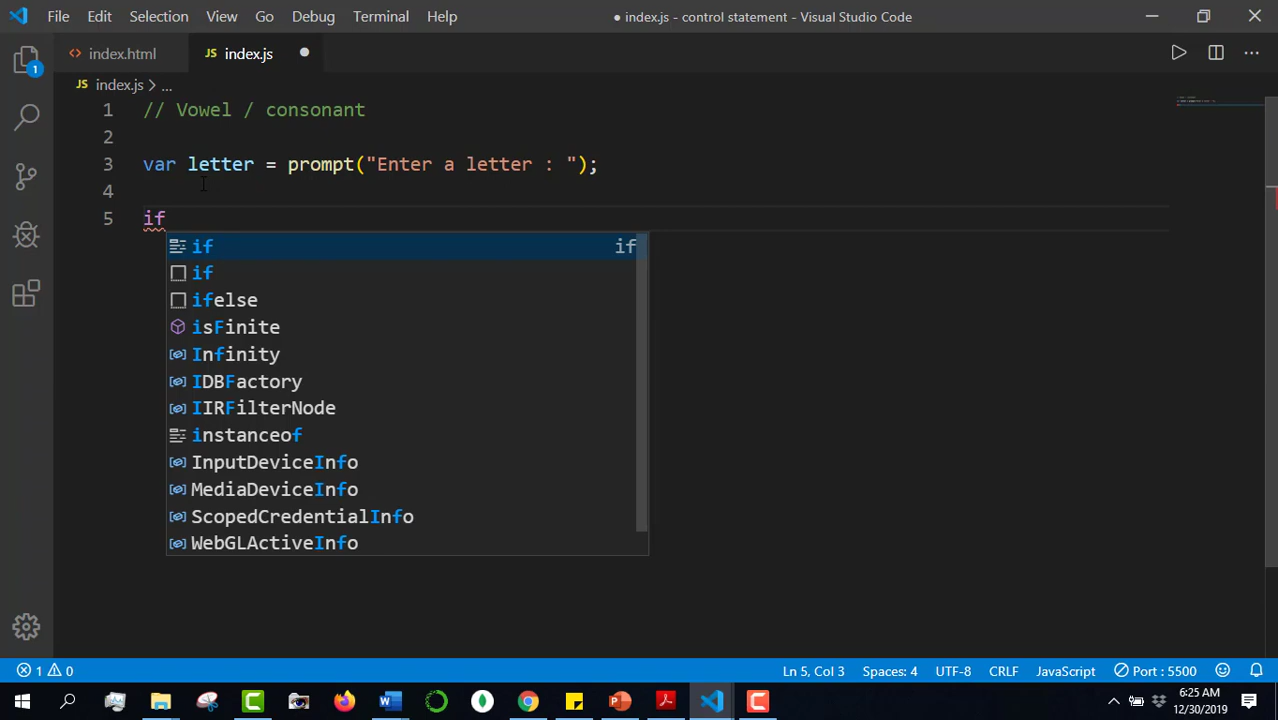 File Edit Selection View Go Debug Terminal Help
● index.js - control statement - Visual Studio Code
index.html
JS index.js
JS index.js > ...
1 // Vowel / consonant
2
3 var letter = prompt("Enter a letter : ");
4
5 if
if if
if
ifelse
isFinite
Infinity
IDBFactory
IIRFilterNode
instanceof
InputDeviceInfo
MediaDeviceInfo
ScopedCredentialInfo
WebGLActiveInfo
1
1 0 Ln 5, Col 3 Spaces: 4 UTF-8 CRLF JavaScript Port : 5500
6:25 AM
12/30/2019